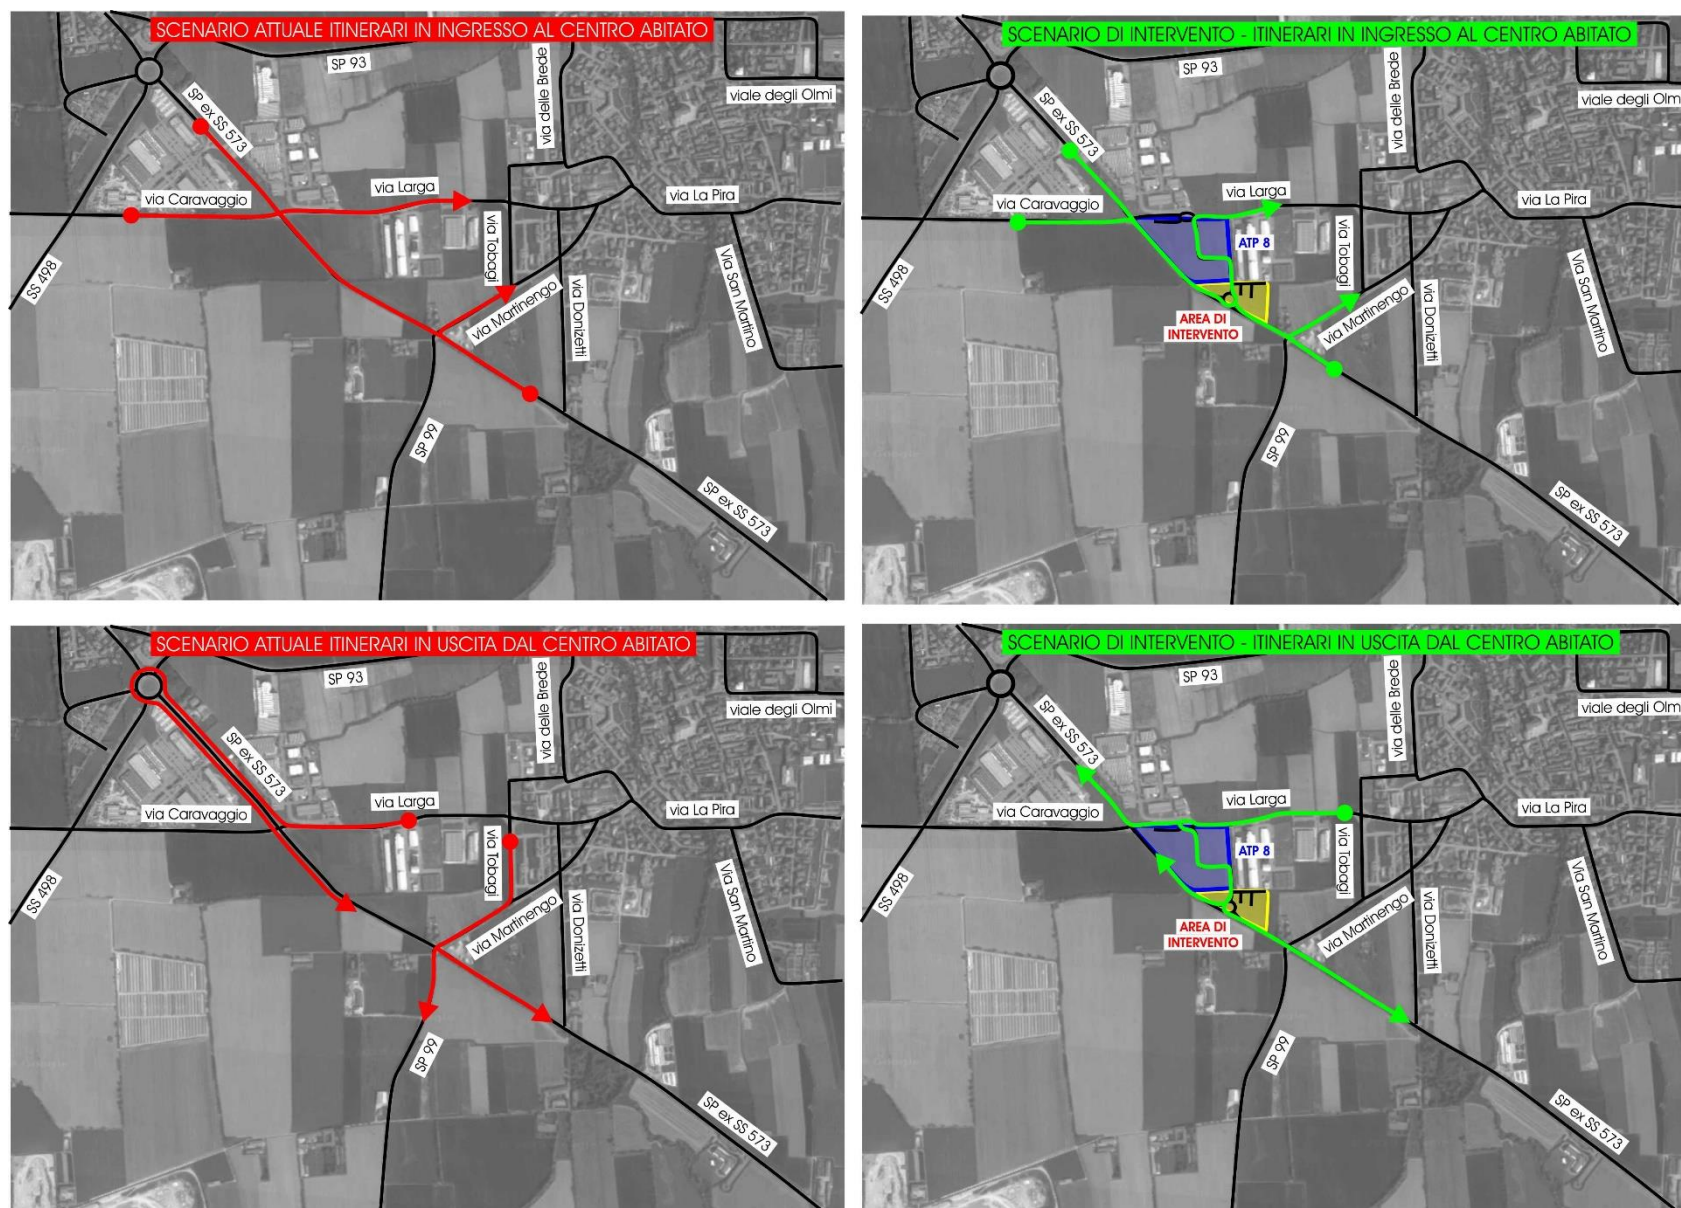 SCENARIO ATTUALE ITINERARI IN INGRESSO AL CENTRO ABITATO
SP 93
via delle Brede
viale degli Olmi
SP ex SS 573
via Caravaggio
via Larga
via La Pira
via Tobagi
SS 498
via Martinengo
via Donizetti
Via San Martino
SP 99
SP ex SS 573
SCENARIO DI INTERVENTO - ITINERARI IN INGRESSO AL CENTRO ABITATO
SP 93
via delle Brede
viale degli Olm
SP ex SS 573
via Caravaggio
via Larga
via La Pira
via Tobagi
ATP 8
SS 498
AREA DI
INTERVENTO
via Martinengo
via Donizetti
Via San Martino
SP 99
SP ex SS 573
SCENARIO ATTUALE ITINERARI IN USCITA DAL CENTRO ABITATO
SP 93
via delle Brede
viale degli Olmi
SP ex SS 573
via Caravaggio
via Larga
via La Pira
via Tobagi
SS 498
via Martinengo
via Donizetti
Via San Martino
SP 99
SP ex SS 573
SCENARIO DI INTERVENTO - ITINERARI IN USCITA DAL CENTRO ABITATO
SP 93
via delle Brede
viale degli Olm
SP ex SS 573
via Caravaggio
via Larga
via La Pira
via Tobagi
ATP 8
SS 498
AREA DI
INTERVENTO
via Martinengo
via Donizetti
Via San Martino
SP 99
SP ex SS 573